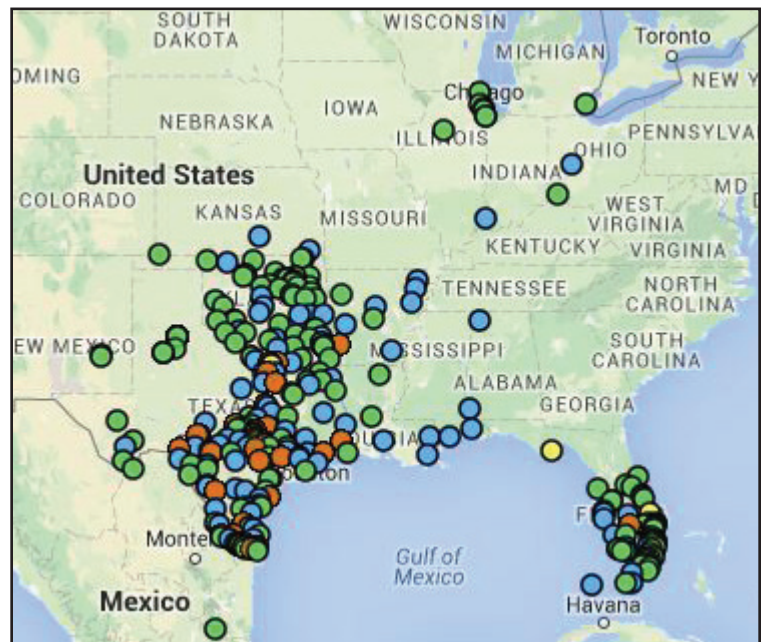 SOUTH
DAKOTA
WISCONSIN
MICHIGAN
Toronto
OMING
NEW Y
IOWA
NEBRASKA
ILLINOIS
PENNSYLVA
OHIO
INDIANA
United States
COLORADO
KANSAS
MISSOURI
WEST
VIRGINIA
MD
KENTUCKY
VIRGINIA
TENNESSEE
NORTH
CAROLINA
EW MEXICO
MISSISSIPPI
SOUTH
CAROLINA
ALABAMA
TEXAS
GEORGIA
Gulf of
Mexico
Mexico
Havana